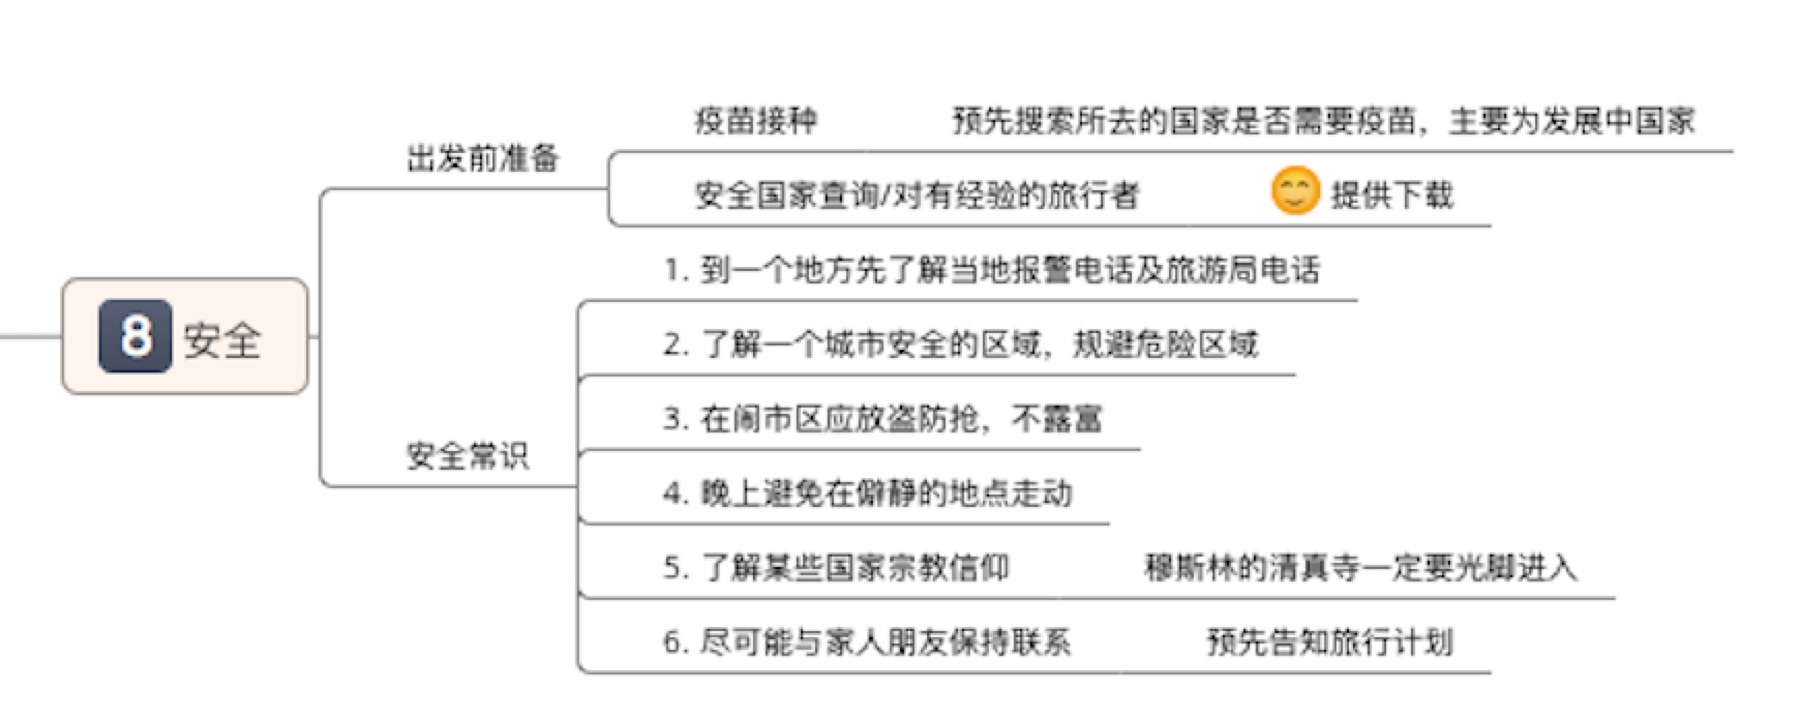 8 安全
出发前准备
疫苗接种 预先搜索所去的国家是否需要疫苗，主要为发展中国家
安全国家查询/对有经验的旅行者 😊 提供下载
安全常识
1. 到一个地方先了解当地报警电话及旅游局电话
2. 了解一个城市安全的区域，规避危险区域
3. 在闹市区应放盗防抢，不露富
4. 晚上避免在僻静的地点走动
5. 了解某些国家宗教信仰 穆斯林的清真寺一定要光脚进入
6. 尽可能与家人朋友保持联系 预先告知旅行计划